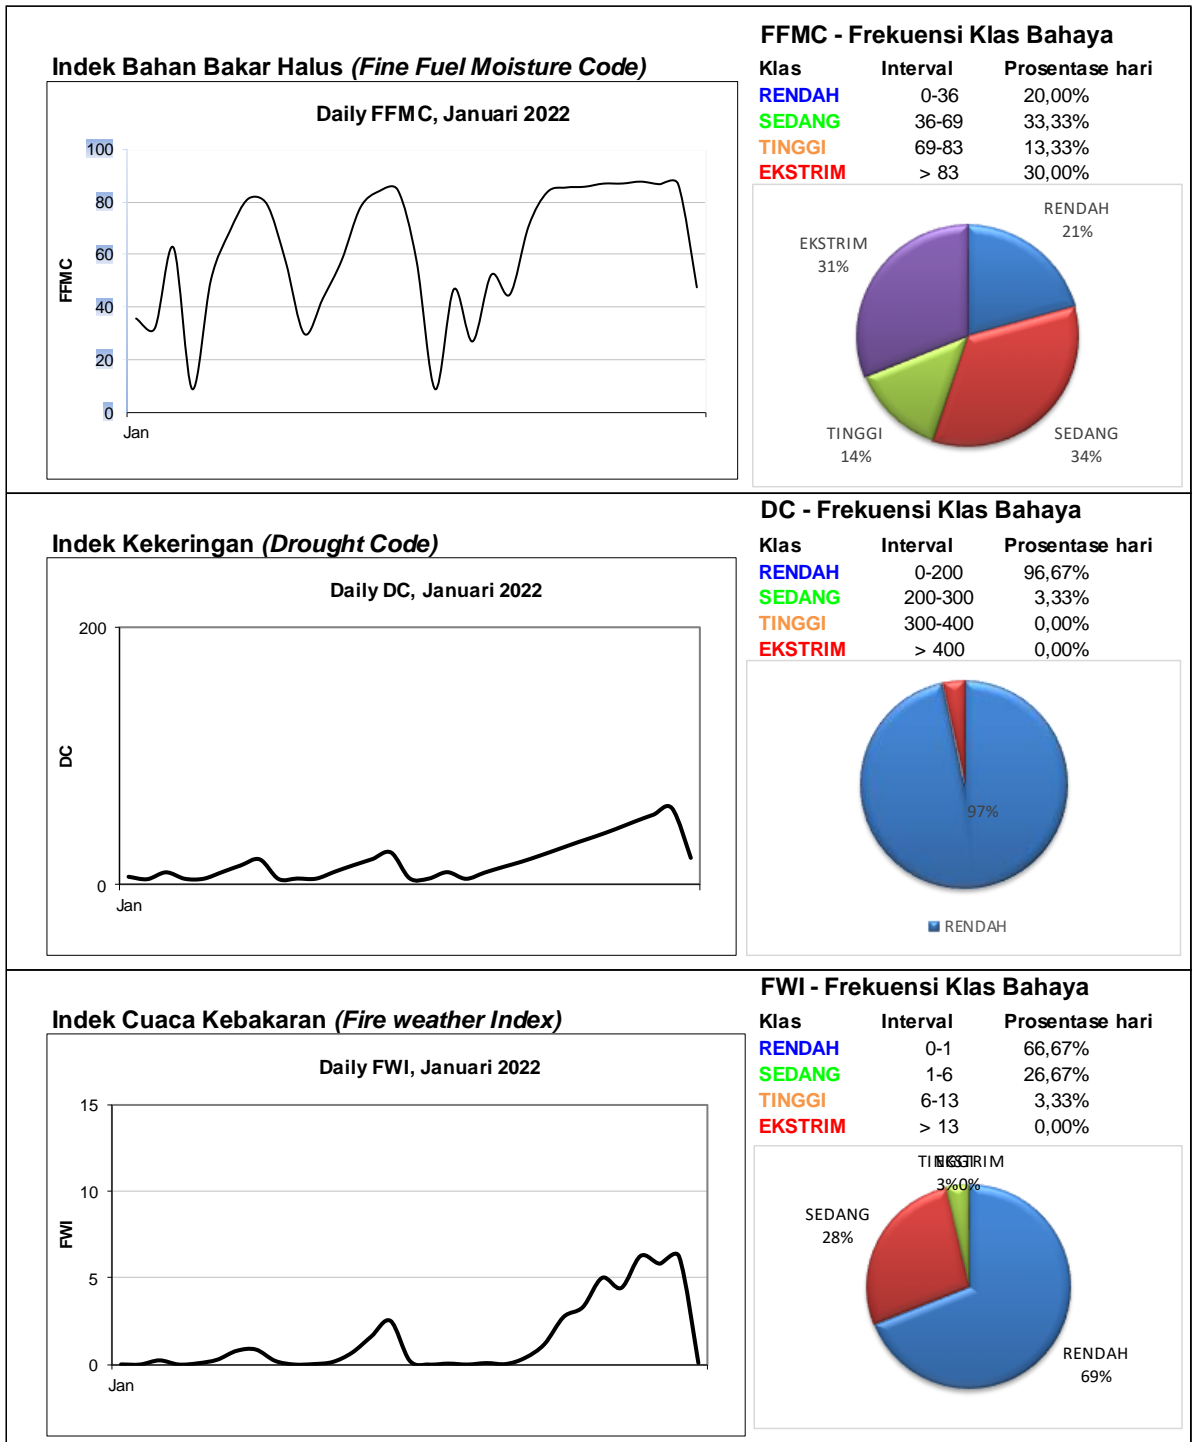 Indek Bahan Bakar Halus (Fine Fuel Moisture Code)
Daily FFMC, Januari 2022
100
80
60
40
20
0
FFMC
Jan
FFMC - Frekuensi Klas Bahaya
Klas Interval Prosentase hari
RENDAH 0-36 20,00%
SEDANG 36-69 33,33%
TINGGI 69-83 13,33%
EKSTRIM > 83 30,00%
RENDAH
21%
EKSTRIM
31%
TINGGI
14%
SEDANG
34%
Indek Kekeringan (Drought Code)
Daily DC, Januari 2022
200
DC
0
Jan
DC - Frekuensi Klas Bahaya
Klas Interval Prosentase hari
RENDAH 0-200 96,67%
SEDANG 200-300 3,33%
TINGGI 300-400 0,00%
EKSTRIM > 400 0,00%
97%
RENDAH
Indek Cuaca Kebakaran (Fire weather Index)
Daily FWI, Januari 2022
15
10
5
0
FWI
Jan
FWI - Frekuensi Klas Bahaya
Klas Interval Prosentase hari
RENDAH 0-1 66,67%
SEDANG 1-6 26,67%
TINGGI 6-13 3,33%
EKSTRIM > 13 0,00%
TINGGI EKSTRIM
3% 0%
SEDANG
28%
RENDAH
69%